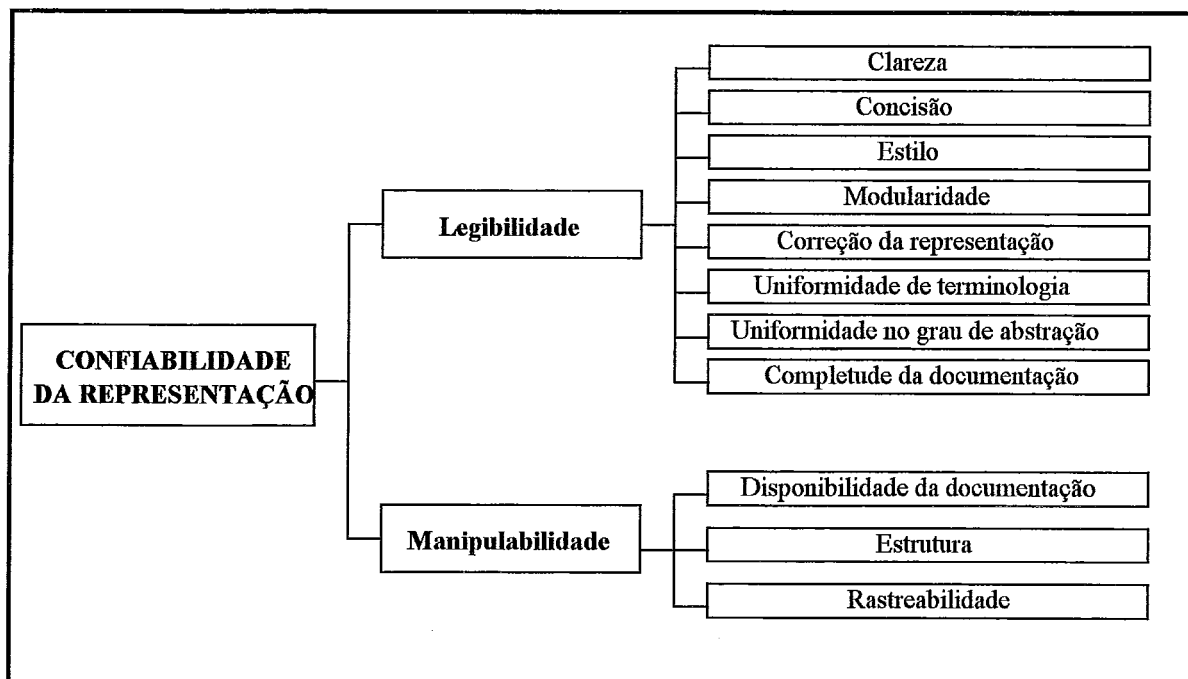 CONFIABILIDADE
DA REPRESENTAÇÃO
Legibilidade
Clareza
Concisão
Estilo
Modularidade
Correção da representação
Uniformidade de terminologia
Uniformidade no grau de abstração
Completude da documentação
Manipulabilidade
Disponibilidade da documentação
Estrutura
Rastreabilidade